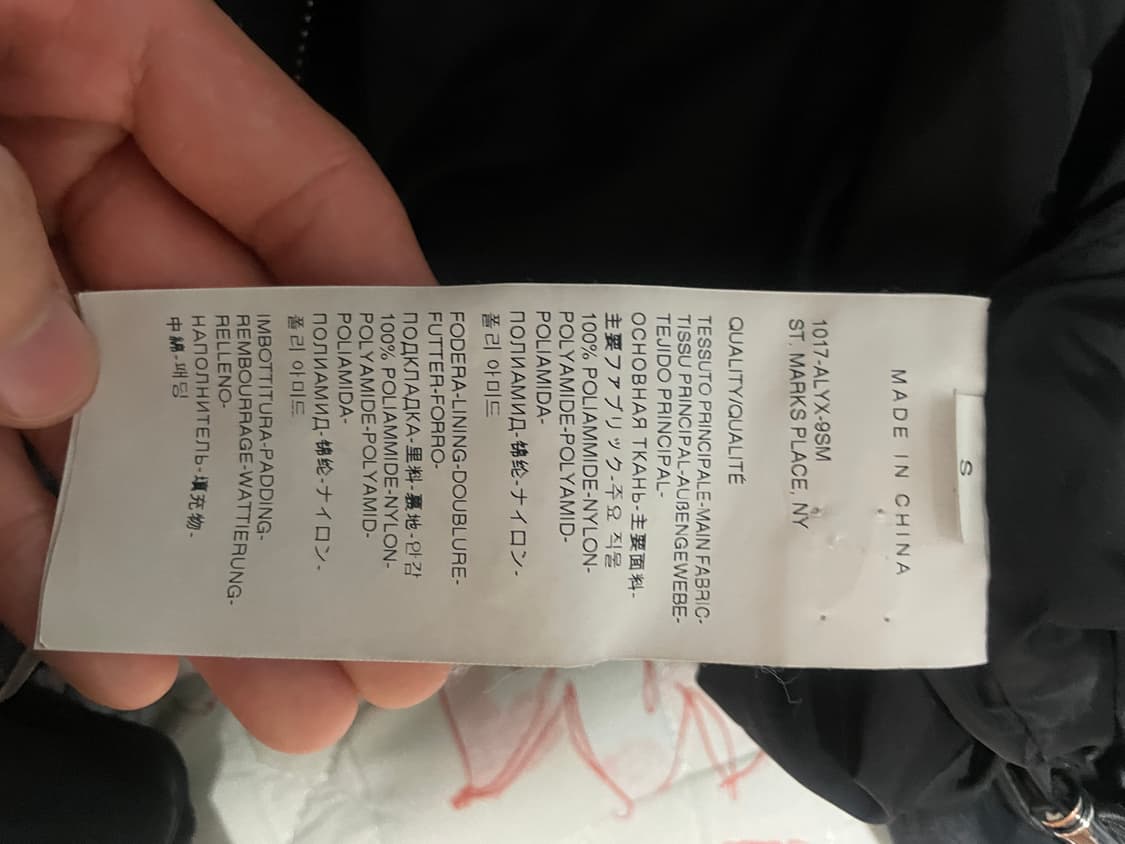 S
MADE IN CHINA
1017-ALYX-9SM
ST. MARKS PLACE, NY
QUALITY/QUALITÉ
TESSUTO PRINCIPALE-MAIN FABRIC-
TISSU PRINCIPAL-AUßENGEWEBE-
TEJIDO PRINCIPAL-
ОСНОВНАЯ ТКАНЬ-主要面料-
主要ファブリック-주요 직물
100% POLIAMMIDE-NYLON-
POLYAMIDE-POLYAMID-
POLIAMIDA-
ПОЛИАМИД-锦纶-ナイロン-
폴리 아미드
FODERA-LINING-DOUBLURE-
FUTTER-FORRO-
ПОДКЛАДКА-里料-裏地-안감
100% POLIAMMIDE-NYLON-
POLYAMIDE-POLYAMID-
POLIAMIDA-
ПОЛИАМИД-锦纶-ナイロン-
폴리 아미드
IMBOTTITURA-PADDING-
REMBOURRAGE-WATTIERUNG-
RELLENO-
НАПОЛНИТЕЛЬ-填充物-
中綿-패딩